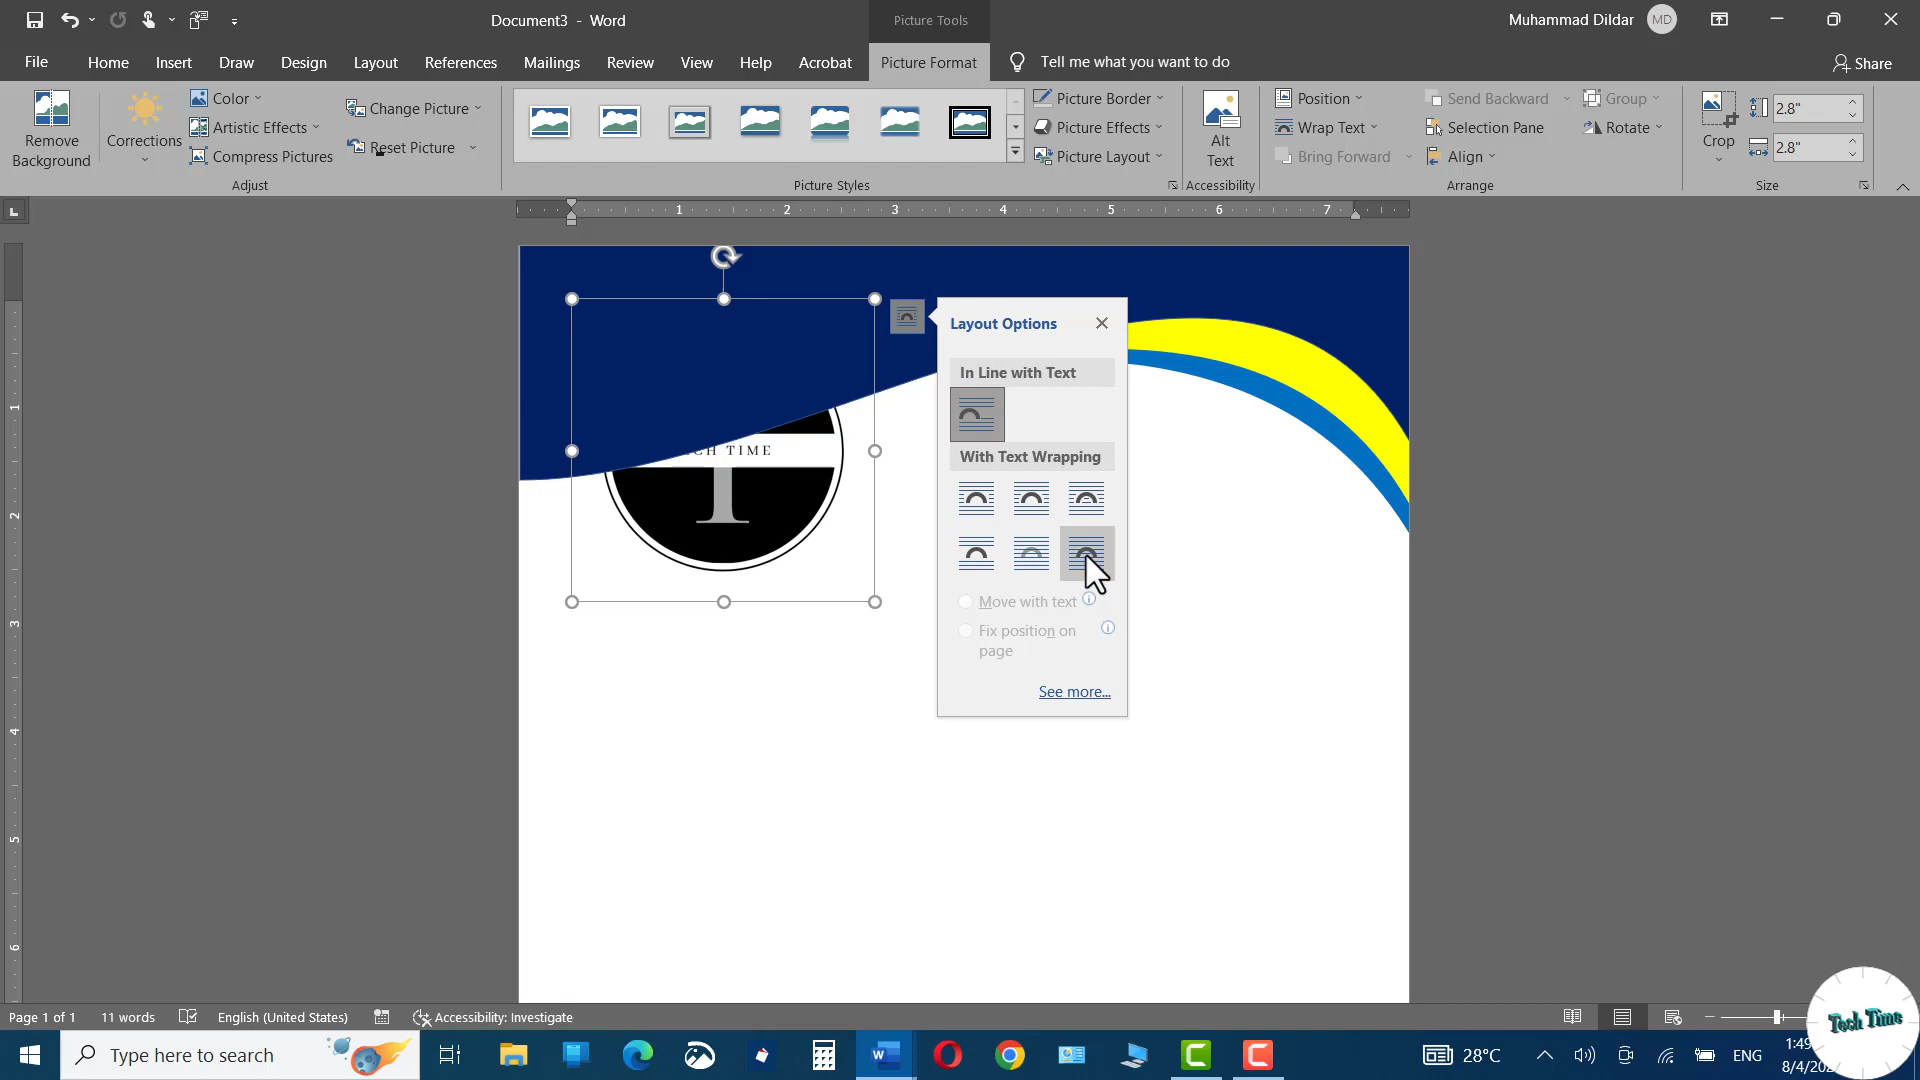 Document3 - Word
Picture Tools
Muhammad Dildar
MD
File
Home
Insert
Draw
Design
Layout
References
Mailings
Review
View
Help
Acrobat
Picture Format
Tell me what you want to do
Share
Remove
Background
Corrections
Color
Artistic Effects
Compress Pictures
Change Picture
Reset Picture
Adjust
Picture Border
Picture Effects
Picture Layout
Picture Styles
Alt
Text
Accessibility
Position
Wrap Text
Bring Forward
Send Backward
Selection Pane
Align
Group
Rotate
Arrange
Crop
2.8"
2.8"
Size
1 2 3 4 5 6 7
1
2
3
4
5
6
TIME
T
Layout Options
In Line with Text
With Text Wrapping
Move with text
Fix position on
page
See more...
Page 1 of 1
11 words
English (United States)
Accessibility: Investigate
Type here to search
28°C
ENG
Tech Time